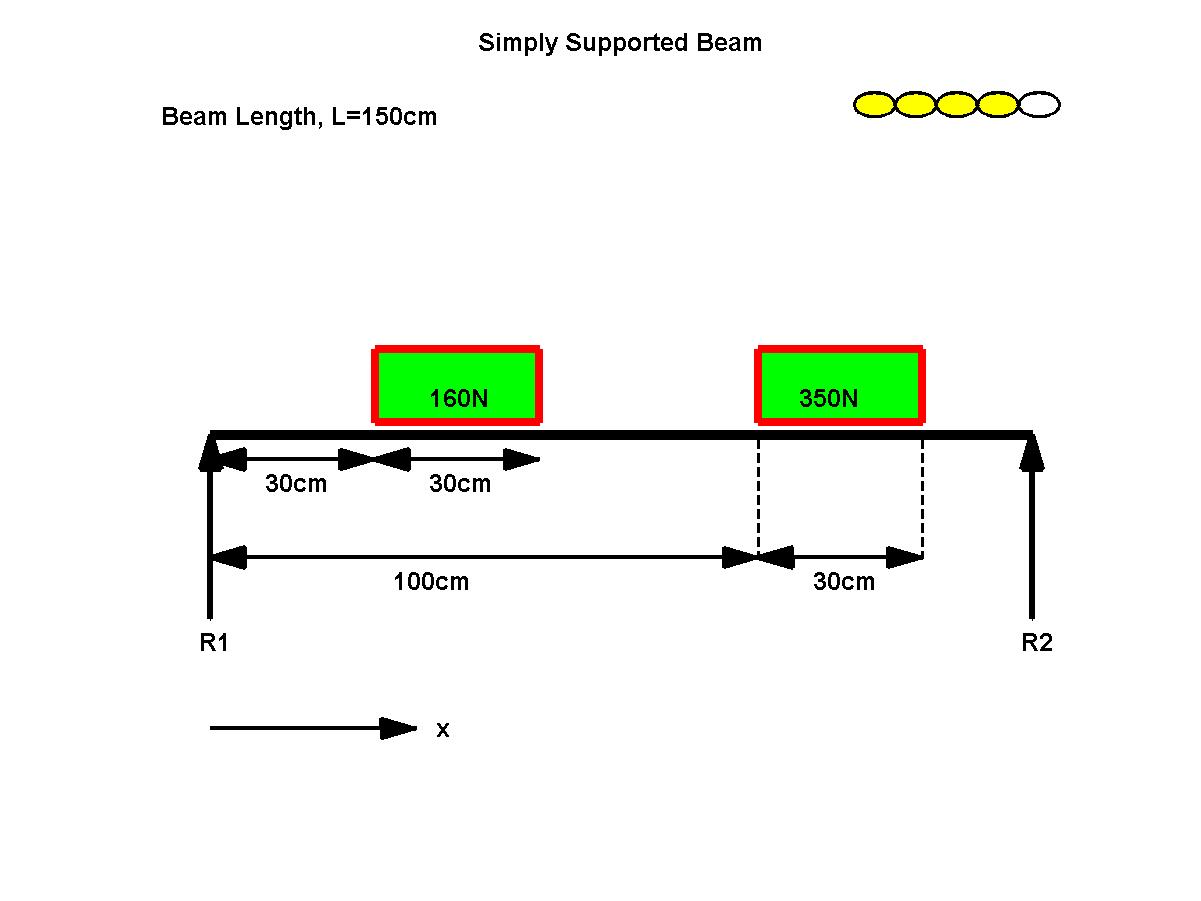 Simply Supported Beam
Beam Length, L=150cm
160N
350N
30cm
30cm
100cm
30cm
R1
R2
x